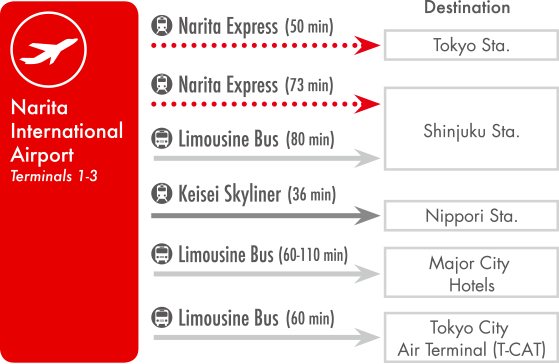 Destination
Narita
International
Airport
Terminals 1-3
Narita Express (50 min)
Tokyo Sta.
Narita Express (73 min)
Limousine Bus (80 min)
Shinjuku Sta.
Keisei Skyliner (36 min)
Nippori Sta.
Limousine Bus (60-110 min)
Major City
Hotels
Limousine Bus (60 min)
Tokyo City
Air Terminal (T-CAT)